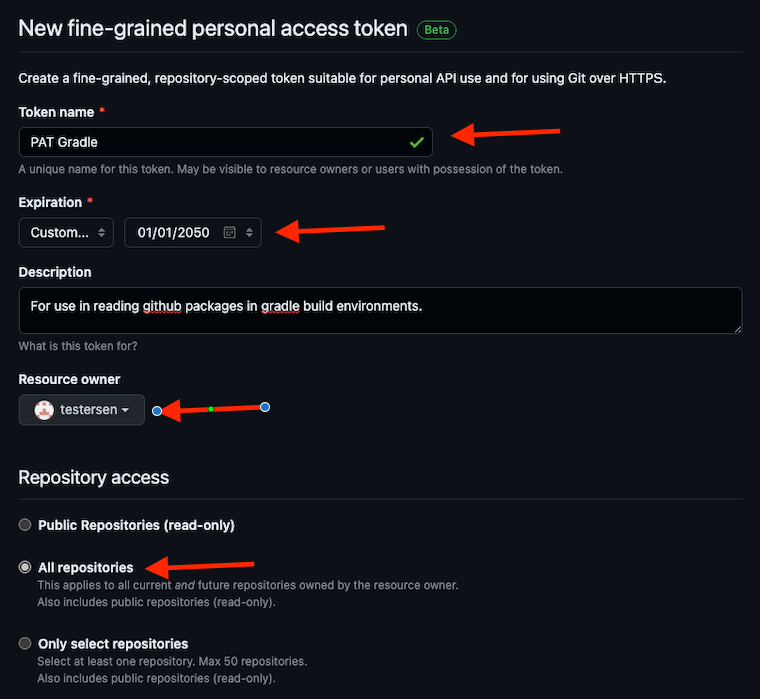 New fine-grained personal access token Beta
Create a fine-grained, repository-scoped token suitable for personal API use and for using Git over HTTPS.
Token name *
PAT Gradle
A unique name for this token. May be visible to resource owners or users with possession of the token.
Expiration *
Custom... 01/01/2050
Description
For use in reading github packages in gradle build environments.
What is this token for?
Resource owner
testersen
Repository access
Public Repositories (read-only)
All repositories
This applies to all current and future repositories owned by the resource owner.
Also includes public repositories (read-only).
Only select repositories
Select at least one repository. Max 50 repositories.
Also includes public repositories (read-only).